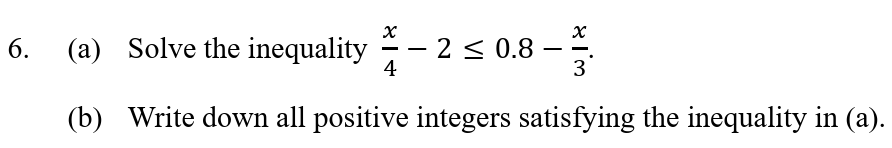 6. (a) Solve the inequality x/4 − 2 ≤ 0.8 − x/3.
(b) Write down all positive integers satisfying the inequality in (a).